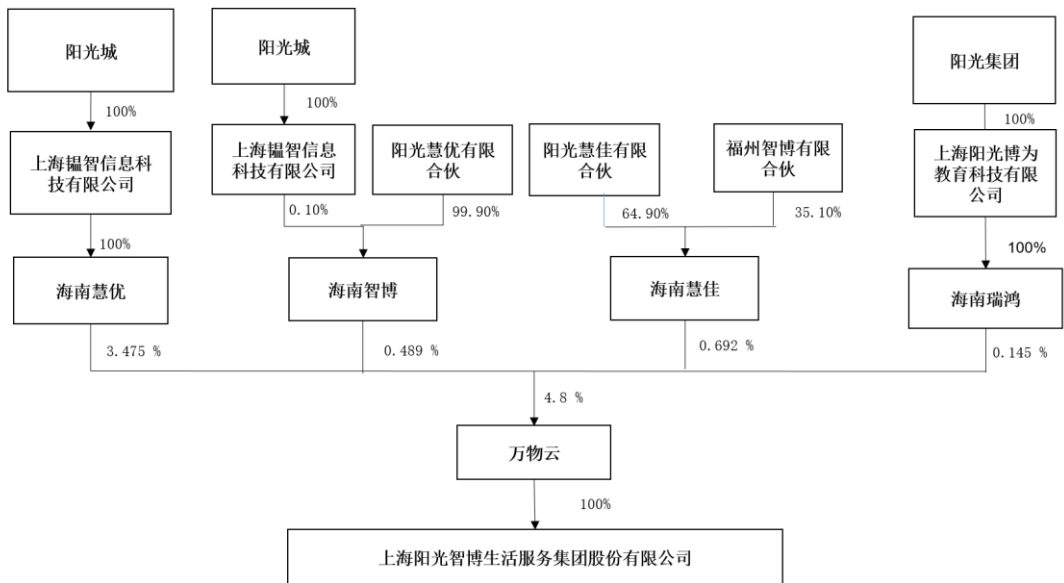 阳光城
阳光城
阳光集团
100%
100%
100%
上海韫智信息科
技有限公司
上海韫智信息
科技有限公司
阳光慧优有限
合伙
阳光慧佳有限
合伙
福州智博有限
合伙
上海阳光博为
教育科技有限
公司
100%
0.10%
99.90%
64.90%
35.10%
100%
海南慧优
海南智博
海南慧佳
海南瑞鸿
3.475 %
0.489 %
0.692 %
0.145 %
4.8 %
万物云
100%
上海阳光智博生活服务集团股份有限公司